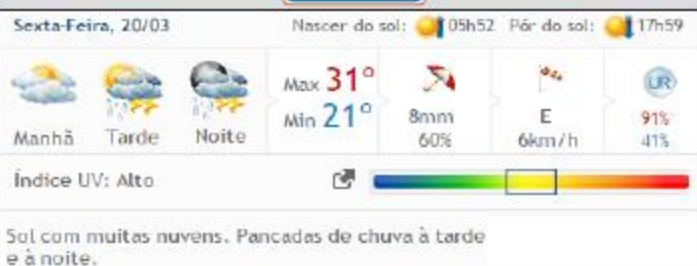 Sexta-Feira, 20/03 Nascer do sol: 05h52 Pôr do sol: 17h59
Manhã Tarde Noite
Max 31°
Min 21°
8mm
60%
E
6km/h
UR
91%
41%
Índice UV: Alto
Sol com muitas nuvens. Pancadas de chuva à tarde
e à noite.